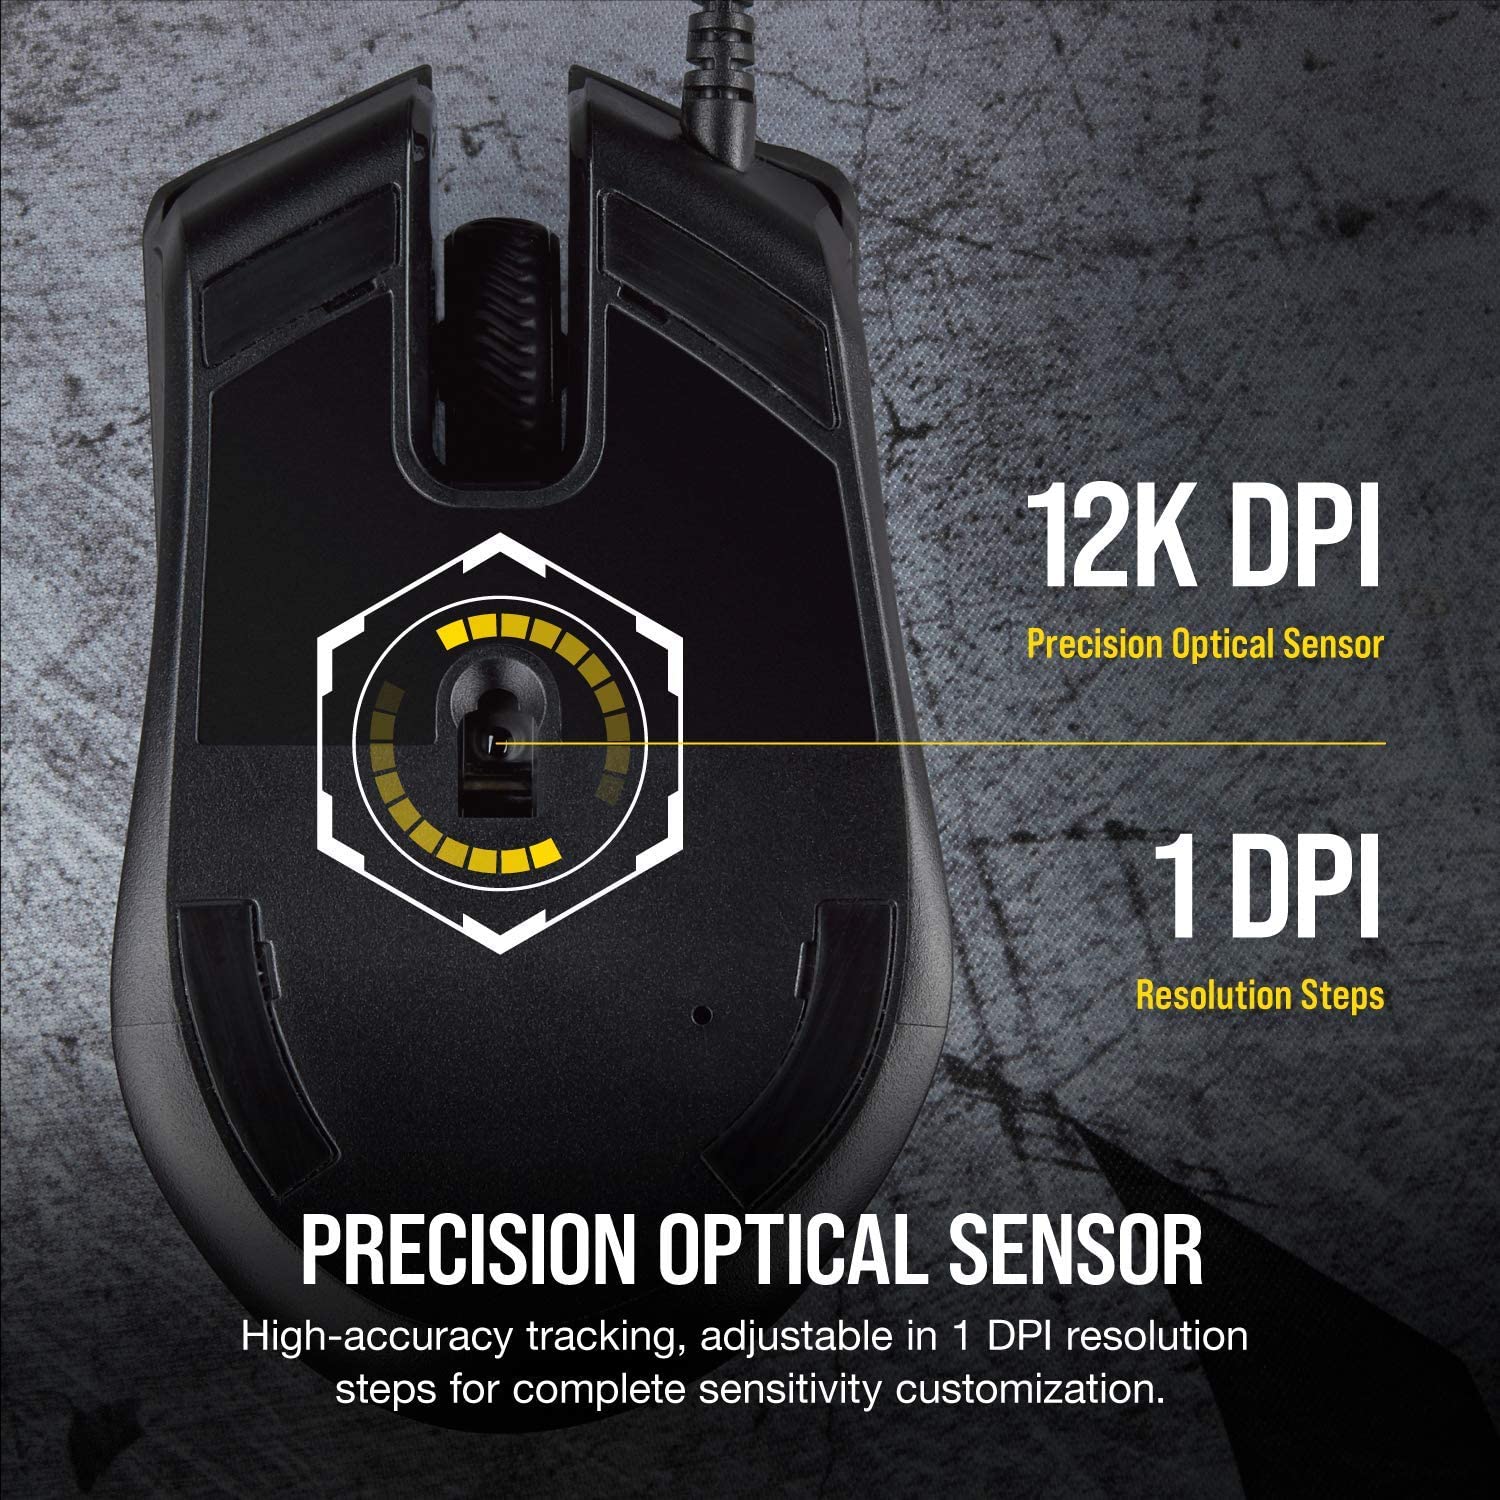 12K DPI
Precision Optical Sensor
1 DPI
Resolution Steps
PRECISION OPTICAL SENSOR
High-accuracy tracking, adjustable in 1 DPI resolution
steps for complete sensitivity customization.